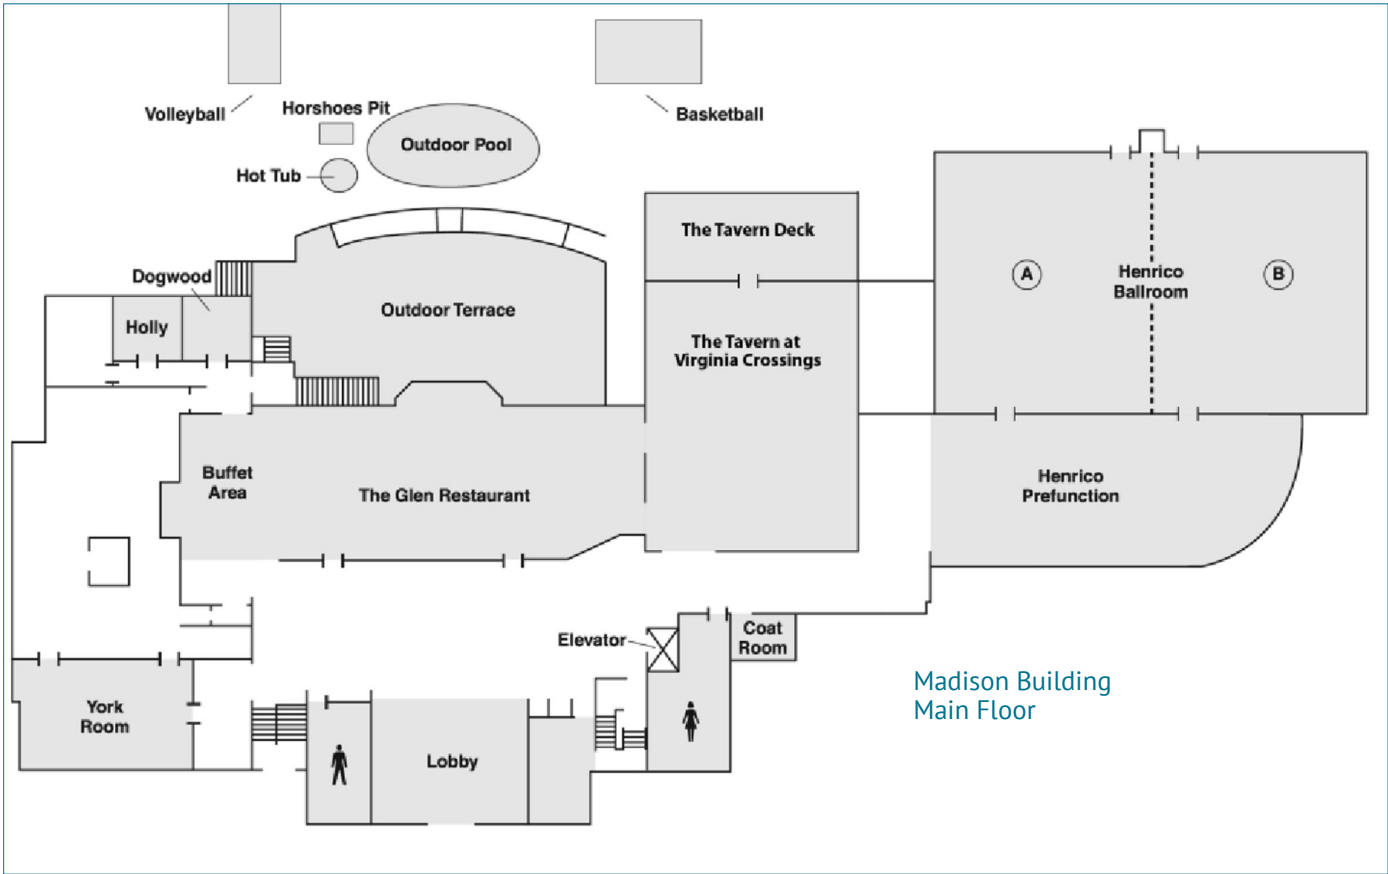 Volleyball
Horshoes Pit
Basketball
Outdoor Pool
Hot Tub
The Tavern Deck
Dogwood
Henrico
Ballroom
A
B
Outdoor Terrace
Holly
The Tavern at
Virginia Crossings
Buffet
Area
The Glen Restaurant
Henrico
Prefunction
Elevator
Coat
Room
Madison Building
Main Floor
York
Room
Lobby